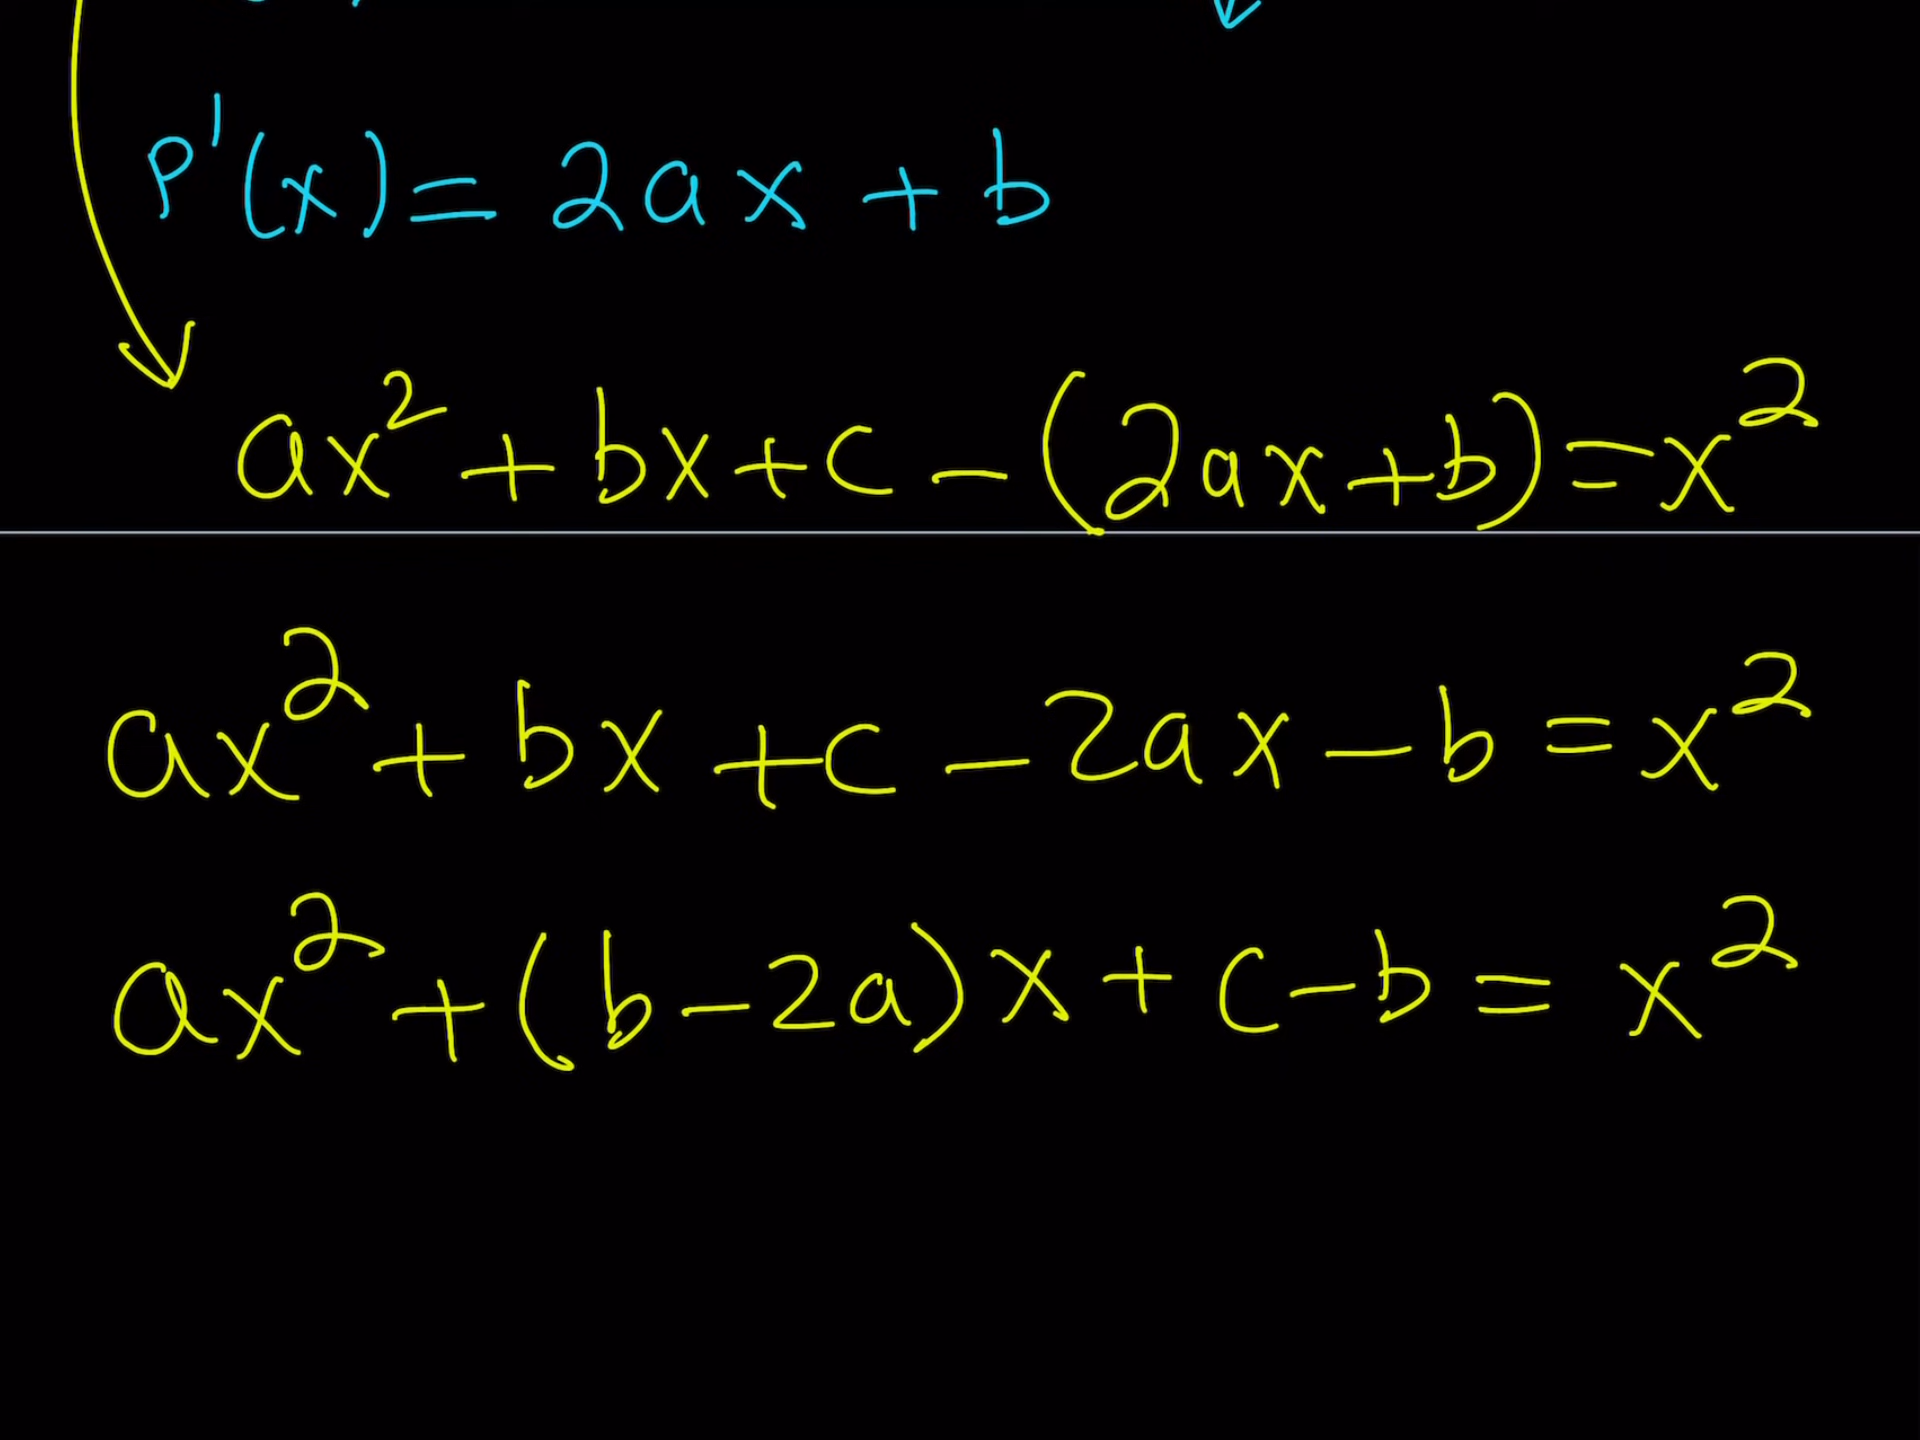 P'(x) = 2ax + b
ax² + bx + c - (2ax + b) = x²
ax² + bx + c - 2ax - b = x²
ax² + (b - 2a)x + c - b = x²